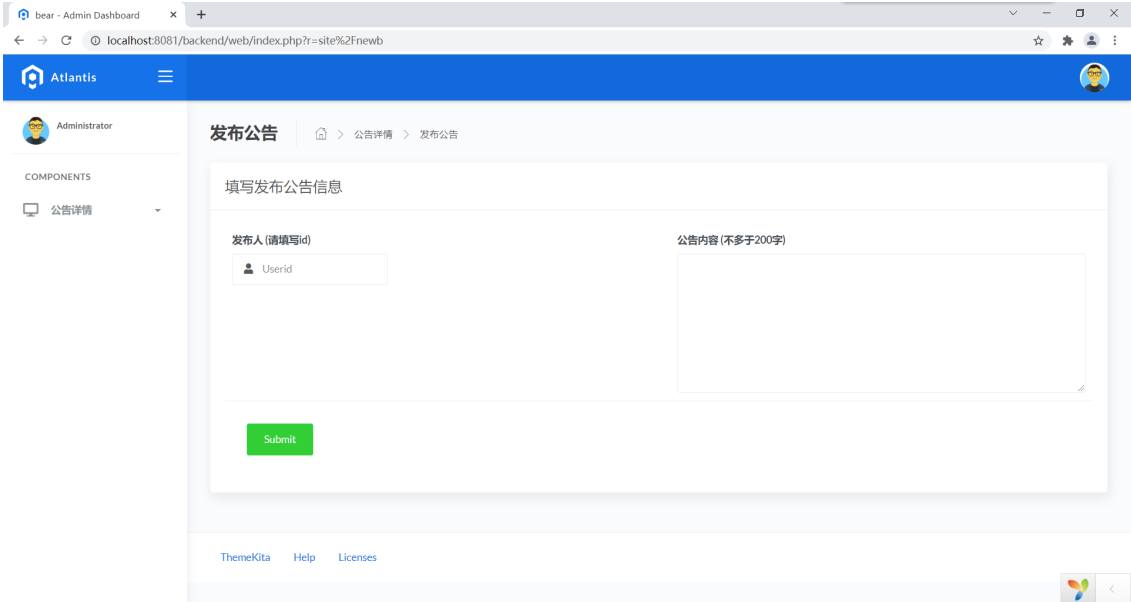 bear - Admin Dashboard
localhost:8081/backend/web/index.php?r=site%2Fnewb
Atlantis
Administrator
COMPONENTS
公告详情
发布公告
公告详情
发布公告
填写发布公告信息
发布人 (请填写id)
公告内容 (不多于200字)
Userid
Submit
ThemeKita Help Licenses